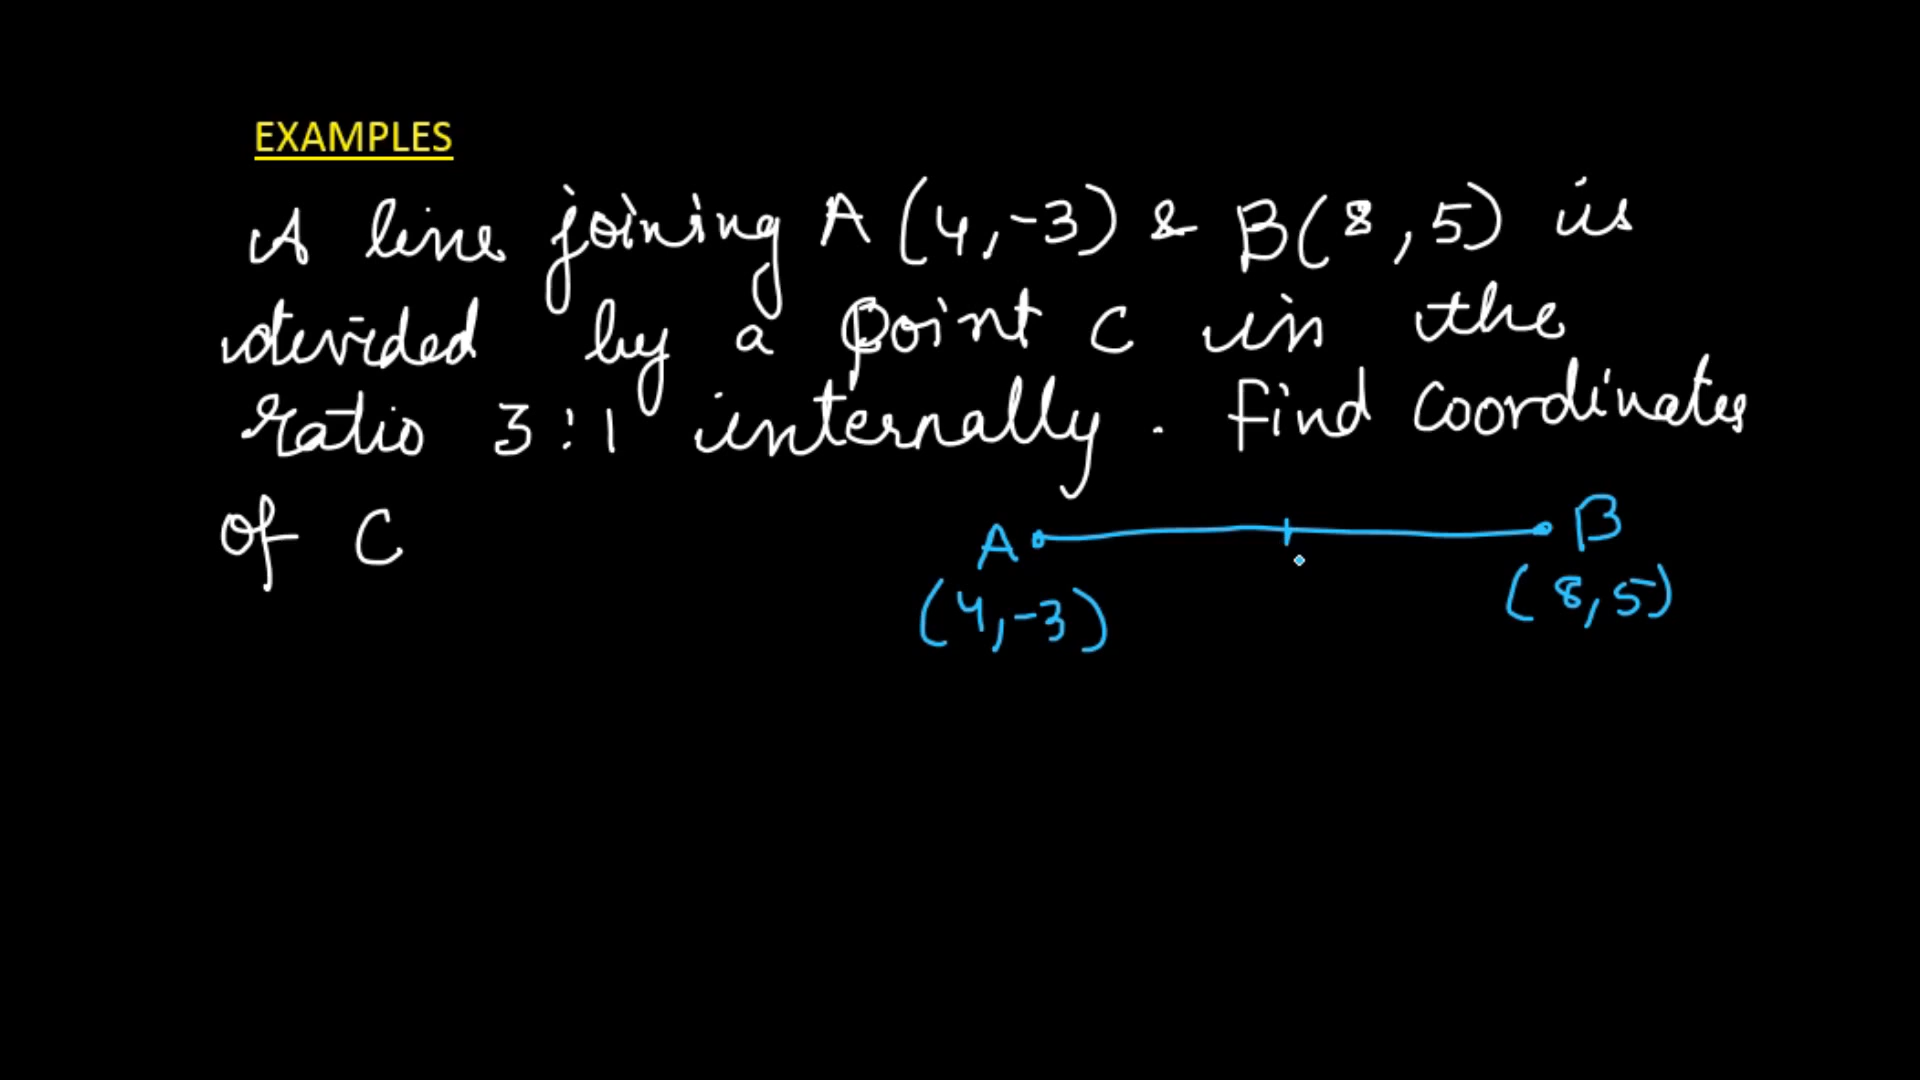 EXAMPLES
A line joining A (4,-3) & B(8,5) is
divided by a point C in the
ratio 3:1 internally. Find coordinates
of C
A B
(4,-3) (8,5)